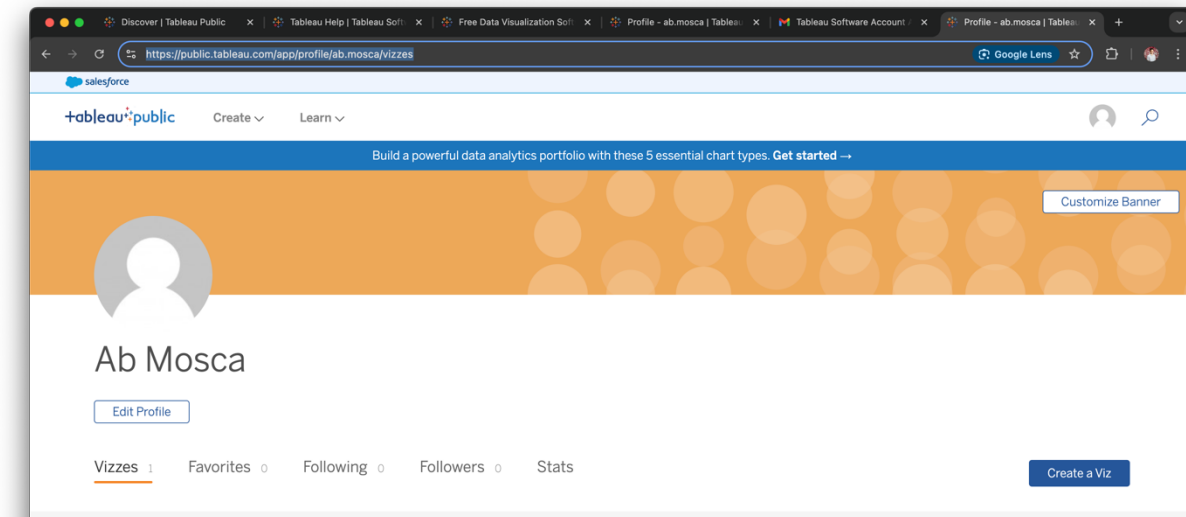 Discover | Tableau Public
Tableau Help | Tableau Soft
Free Data Visualization Soft
Profile - ab.mosca | Tableau
Tableau Software Account /
Profile - ab.mosca | Tableau
https://public.tableau.com/app/profile/ab.mosca/vizzes
Google Lens
salesforce
+ableau public
Create
Learn
Build a powerful data analytics portfolio with these 5 essential chart types. Get started →
Customize Banner
Ab Mosca
Edit Profile
Vizzes 1 Favorites 0 Following 0 Followers 0 Stats
Create a Viz